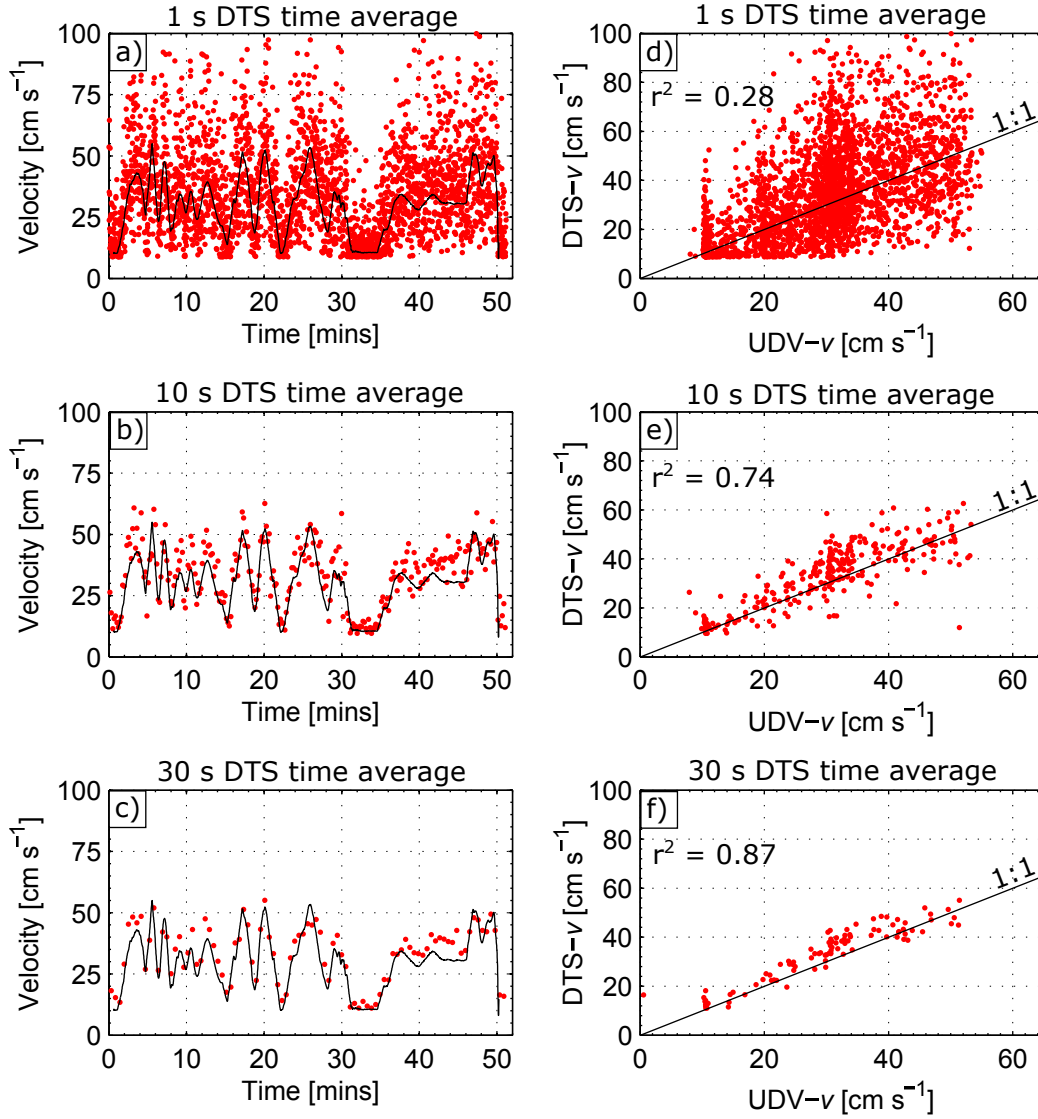 1 s DTS time average
a)
Velocity [cm s⁻¹]
100
75
50
25
0
0 10 20 30 40 50
Time [mins]
1 s DTS time average
d)
r² = 0.28
1:1
DTS−v [cm s⁻¹]
100
80
60
40
20
0
0 20 40 60
UDV−v [cm s⁻¹]
10 s DTS time average
b)
Velocity [cm s⁻¹]
100
75
50
25
0
0 10 20 30 40 50
Time [mins]
10 s DTS time average
e)
r² = 0.74
1:1
DTS−v [cm s⁻¹]
100
80
60
40
20
0
0 20 40 60
UDV−v [cm s⁻¹]
30 s DTS time average
c)
Velocity [cm s⁻¹]
100
75
50
25
0
0 10 20 30 40 50
Time [mins]
30 s DTS time average
f)
r² = 0.87
1:1
DTS−v [cm s⁻¹]
100
80
60
40
20
0
0 20 40 60
UDV−v [cm s⁻¹]